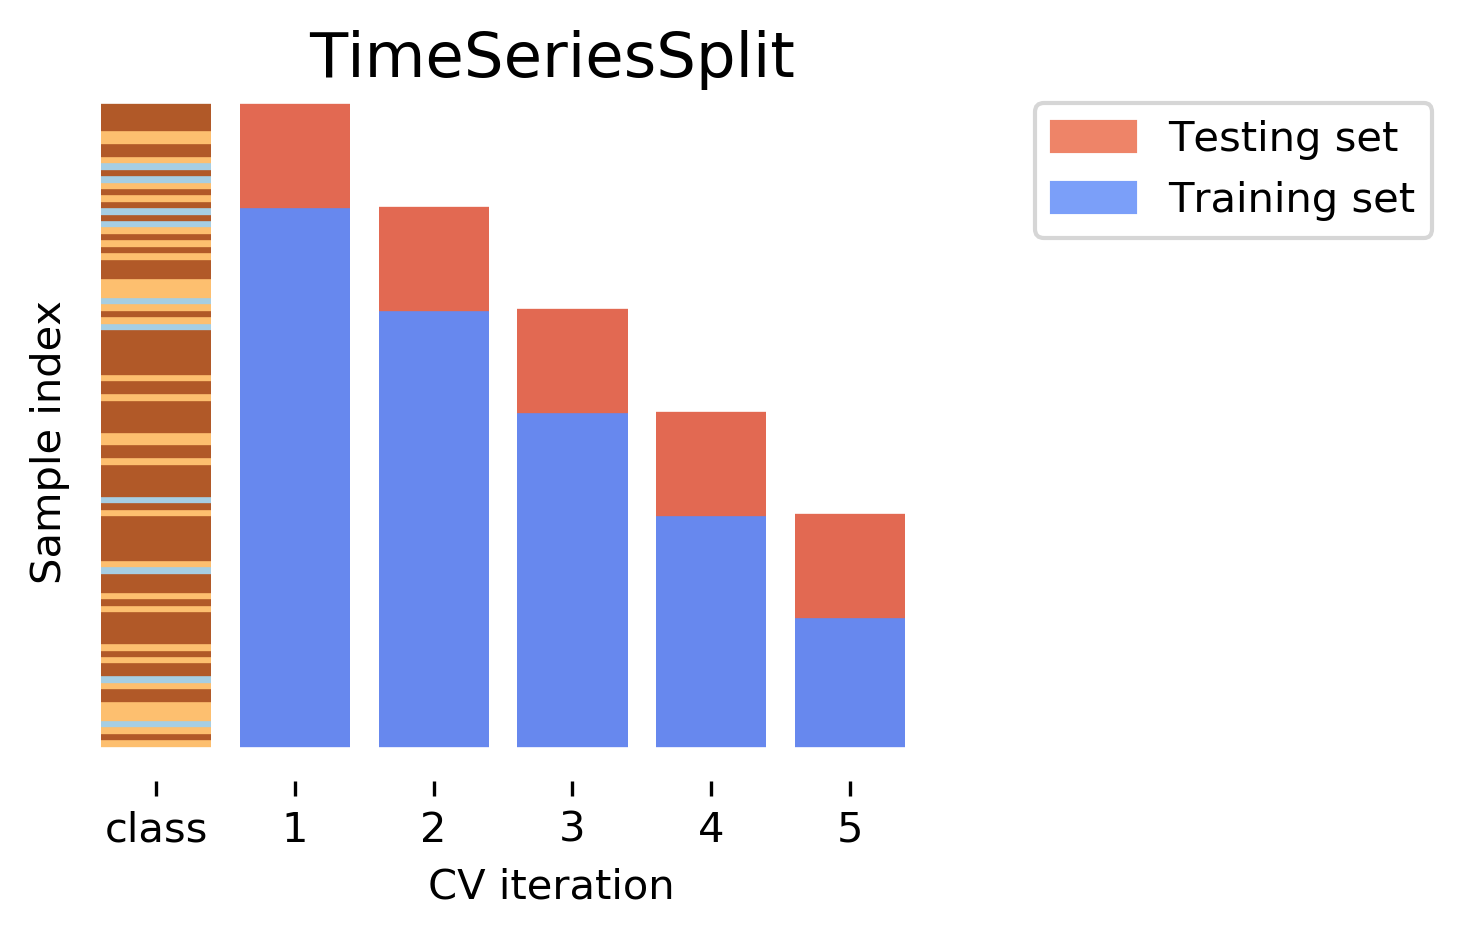 TimeSeriesSplit
Testing set
Training set
Sample index
class 1 2 3 4 5
CV iteration